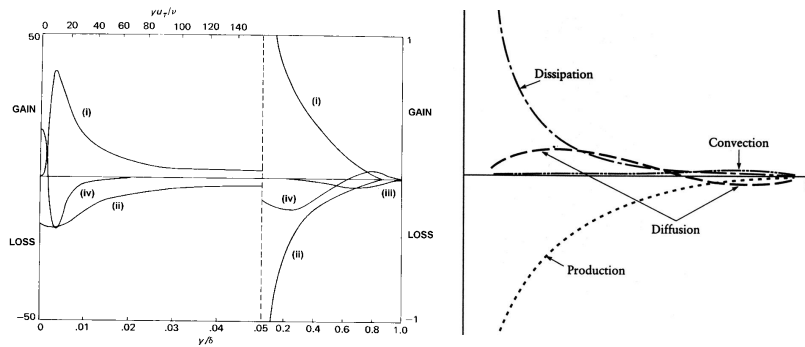 yu_τ/ν
0 20 40 60 80 100 120 140
50
1
(i)
(i)
GAIN
GAIN
(iv)
(ii)
(iv)
(iii)
(ii)
LOSS
LOSS
-50
-1
0 .01 .02 .03 .04 .05 0.2 0.4 0.6 0.8 1.0
y/δ
Dissipation
Convection
Diffusion
Production